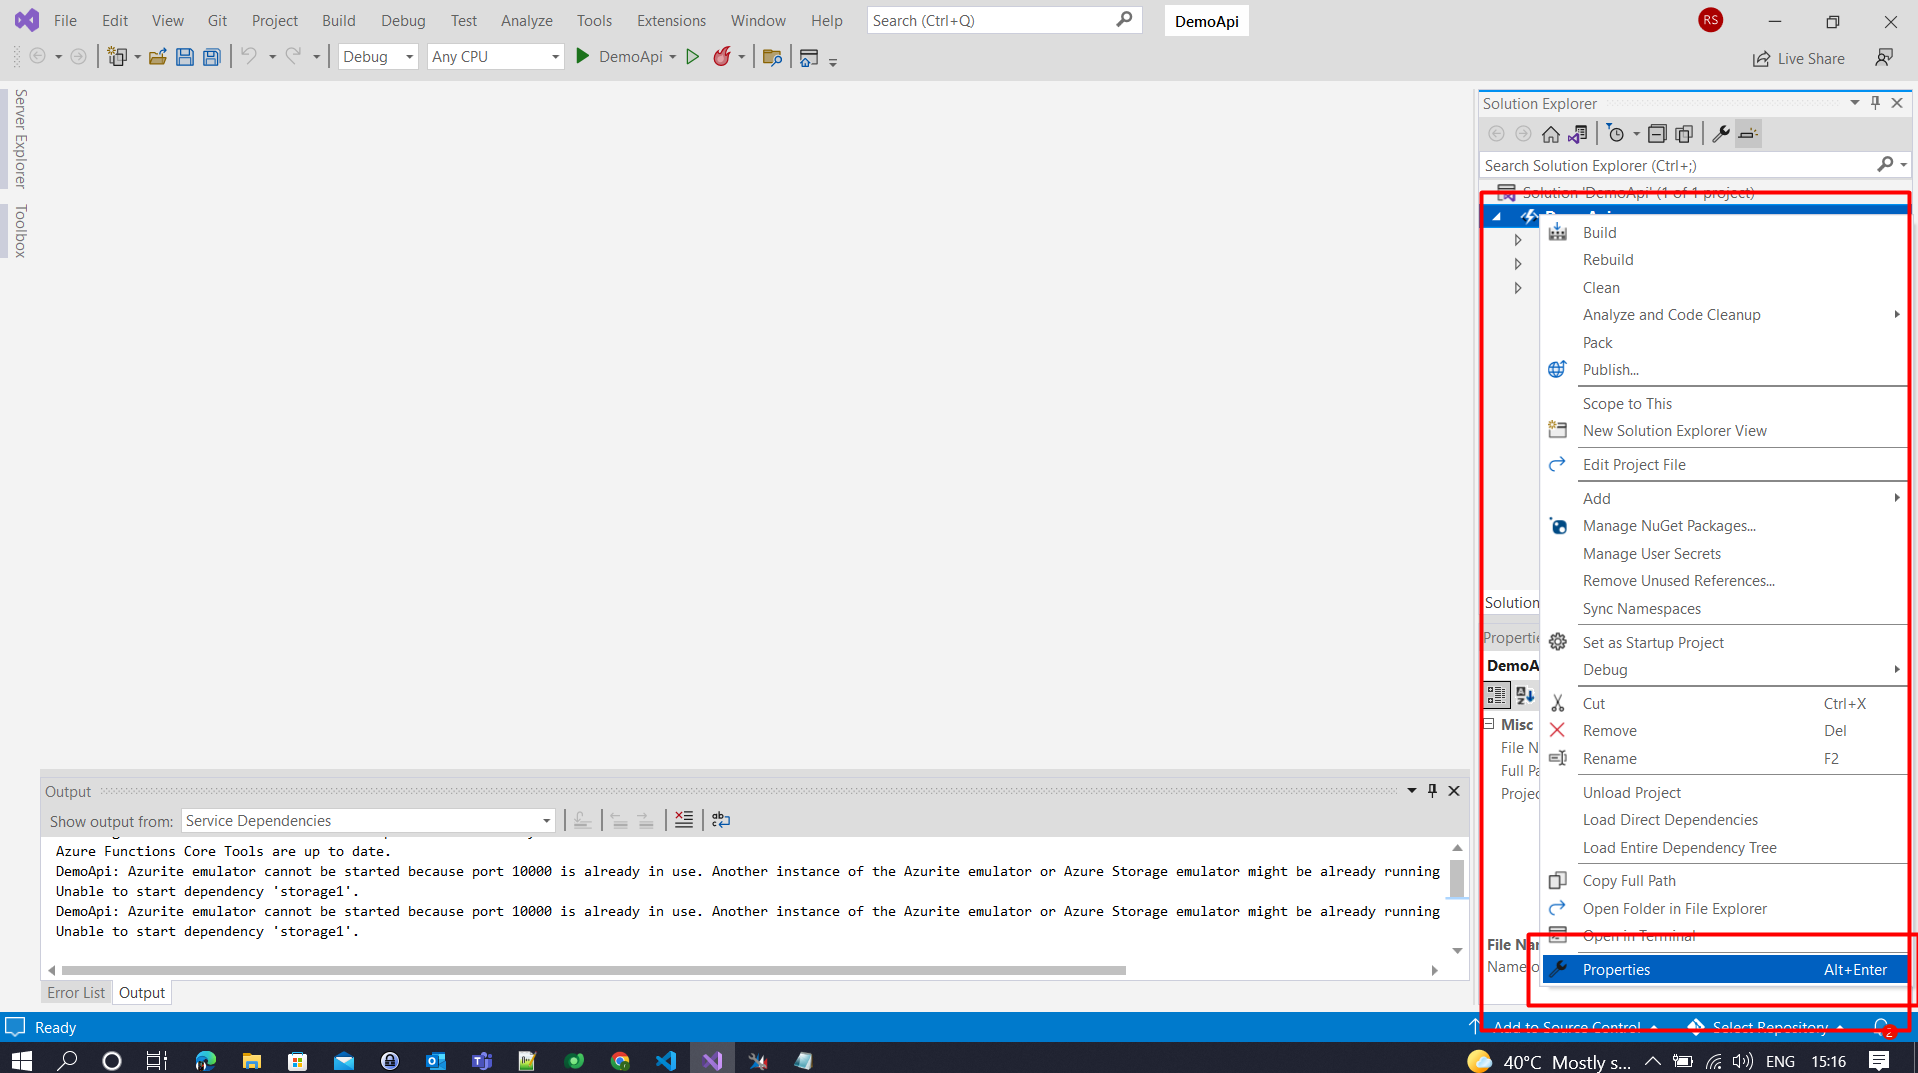 File Edit View Git Project Build Debug Test Analyze Tools Extensions Window Help Search (Ctrl+Q) DemoApi RS
Debug Any CPU DemoApi Live Share
Server Explorer
Toolbox
Solution Explorer
Search Solution Explorer (Ctrl+;)
Solution 'DemoApi' (1 of 1 project)
DemoApi
Build
Rebuild
Clean
Analyze and Code Cleanup
Pack
Publish...
Scope to This
New Solution Explorer View
Edit Project File
Add
Manage NuGet Packages...
Manage User Secrets
Remove Unused References...
Sync Namespaces
Set as Startup Project
Debug
Cut Ctrl+X
Remove Del
Rename F2
Unload Project
Load Direct Dependencies
Load Entire Dependency Tree
Copy Full Path
Open Folder in File Explorer
Open in Terminal
Properties Alt+Enter
Solution
Properti
DemoA
Misc
File N
Full Pa
Projec
File Nar
Name o
Output
Show output from: Service Dependencies
Azure Functions Core Tools are up to date.
DemoApi: Azurite emulator cannot be started because port 10000 is already in use. Another instance of the Azurite emulator or Azure Storage emulator might be already running
Unable to start dependency 'storage1'.
DemoApi: Azurite emulator cannot be started because port 10000 is already in use. Another instance of the Azurite emulator or Azure Storage emulator might be already running
Unable to start dependency 'storage1'.
Error List Output
Ready Add to Source Control Select Repository 2
40°C Mostly s... ENG 15:16